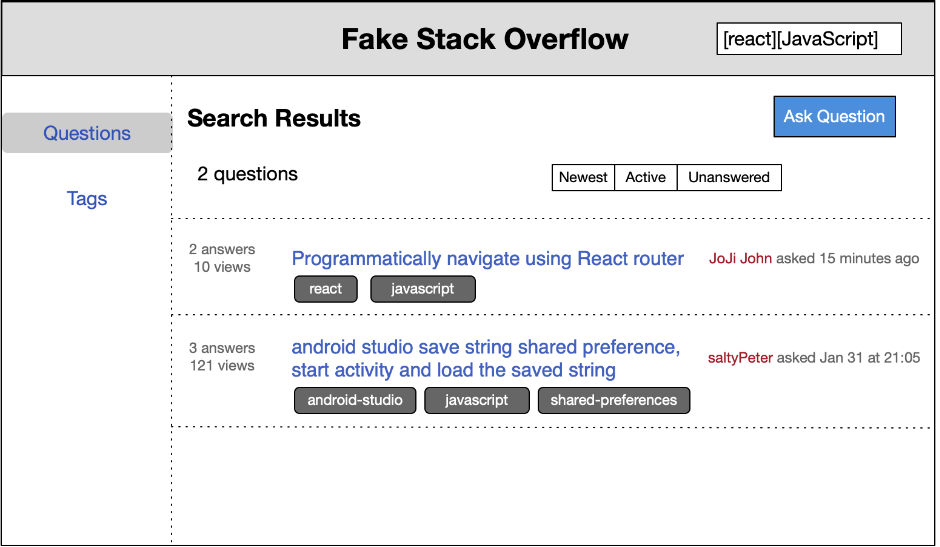 Fake Stack Overflow
[react][JavaScript]
Questions
Tags
Search Results
Ask Question
2 questions
Newest
Active
Unanswered
2 answers
10 views
Programmatically navigate using React router
react
javascript
JoJi John asked 15 minutes ago
3 answers
121 views
android studio save string shared preference,
start activity and load the saved string
android-studio
javascript
shared-preferences
saltyPeter asked Jan 31 at 21:05